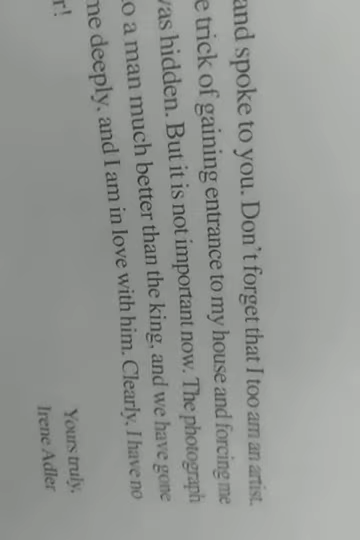 and spoke to you. Don't forget that I too am an artist.
trick of gaining entrance to my house and forcing me
was hidden. But it is not important now. The photograph
to a man much better than the king, and we have gone
me deeply, and I am in love with him. Clearly, I have no
r!
Yours truly,
Irene Adler